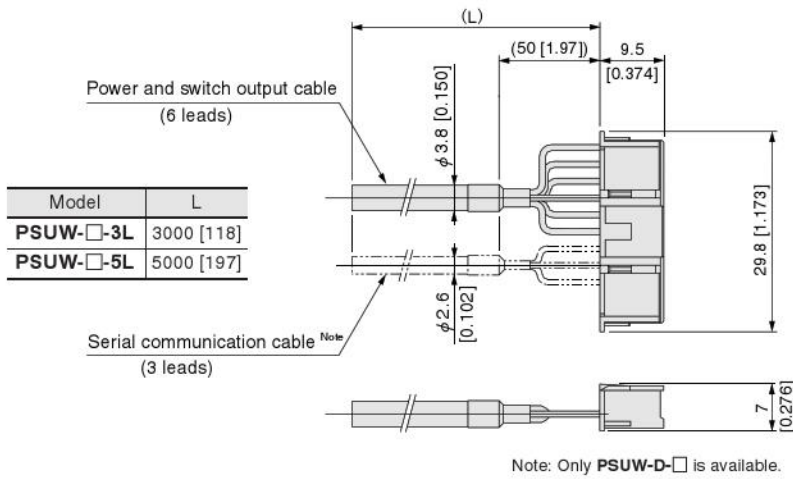 (L)
(50 [1.97])
9.5
[0.374]
Power and switch output cable
(6 leads)
φ3.8 [0.150]
Model L
PSUW-□-3L 3000 [118]
PSUW-□-5L 5000 [197]
29.8 [1.173]
φ2.6
[0.102]
Serial communication cable Note
(3 leads)
7
[0.276]
Note: Only PSUW-D-□ is available.